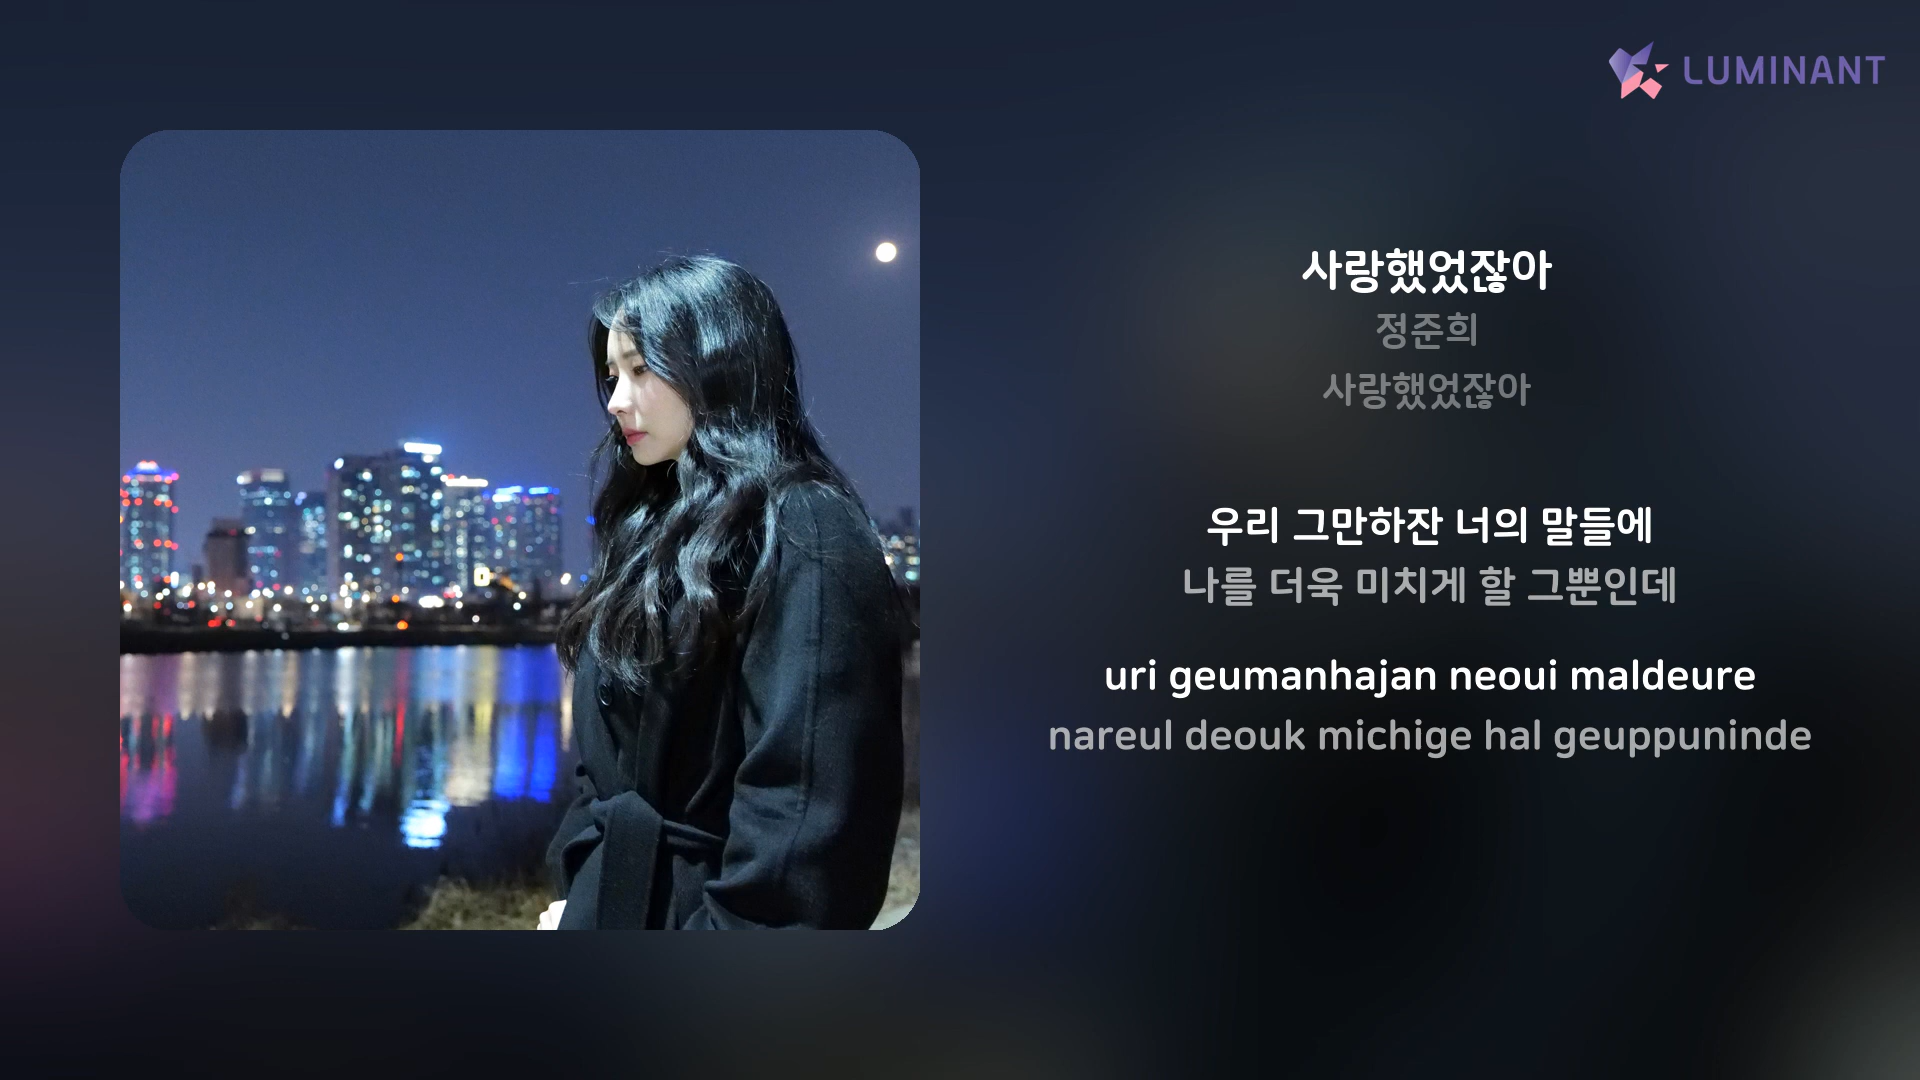 LUMINANT
사랑했었잖아
정준희
사랑했었잖아
우리 그만하잔 너의 말들에
나를 더욱 미치게 할 그뿐인데
uri geumanhajan neoui maldeure
nareul deouk michige hal geuppuninde